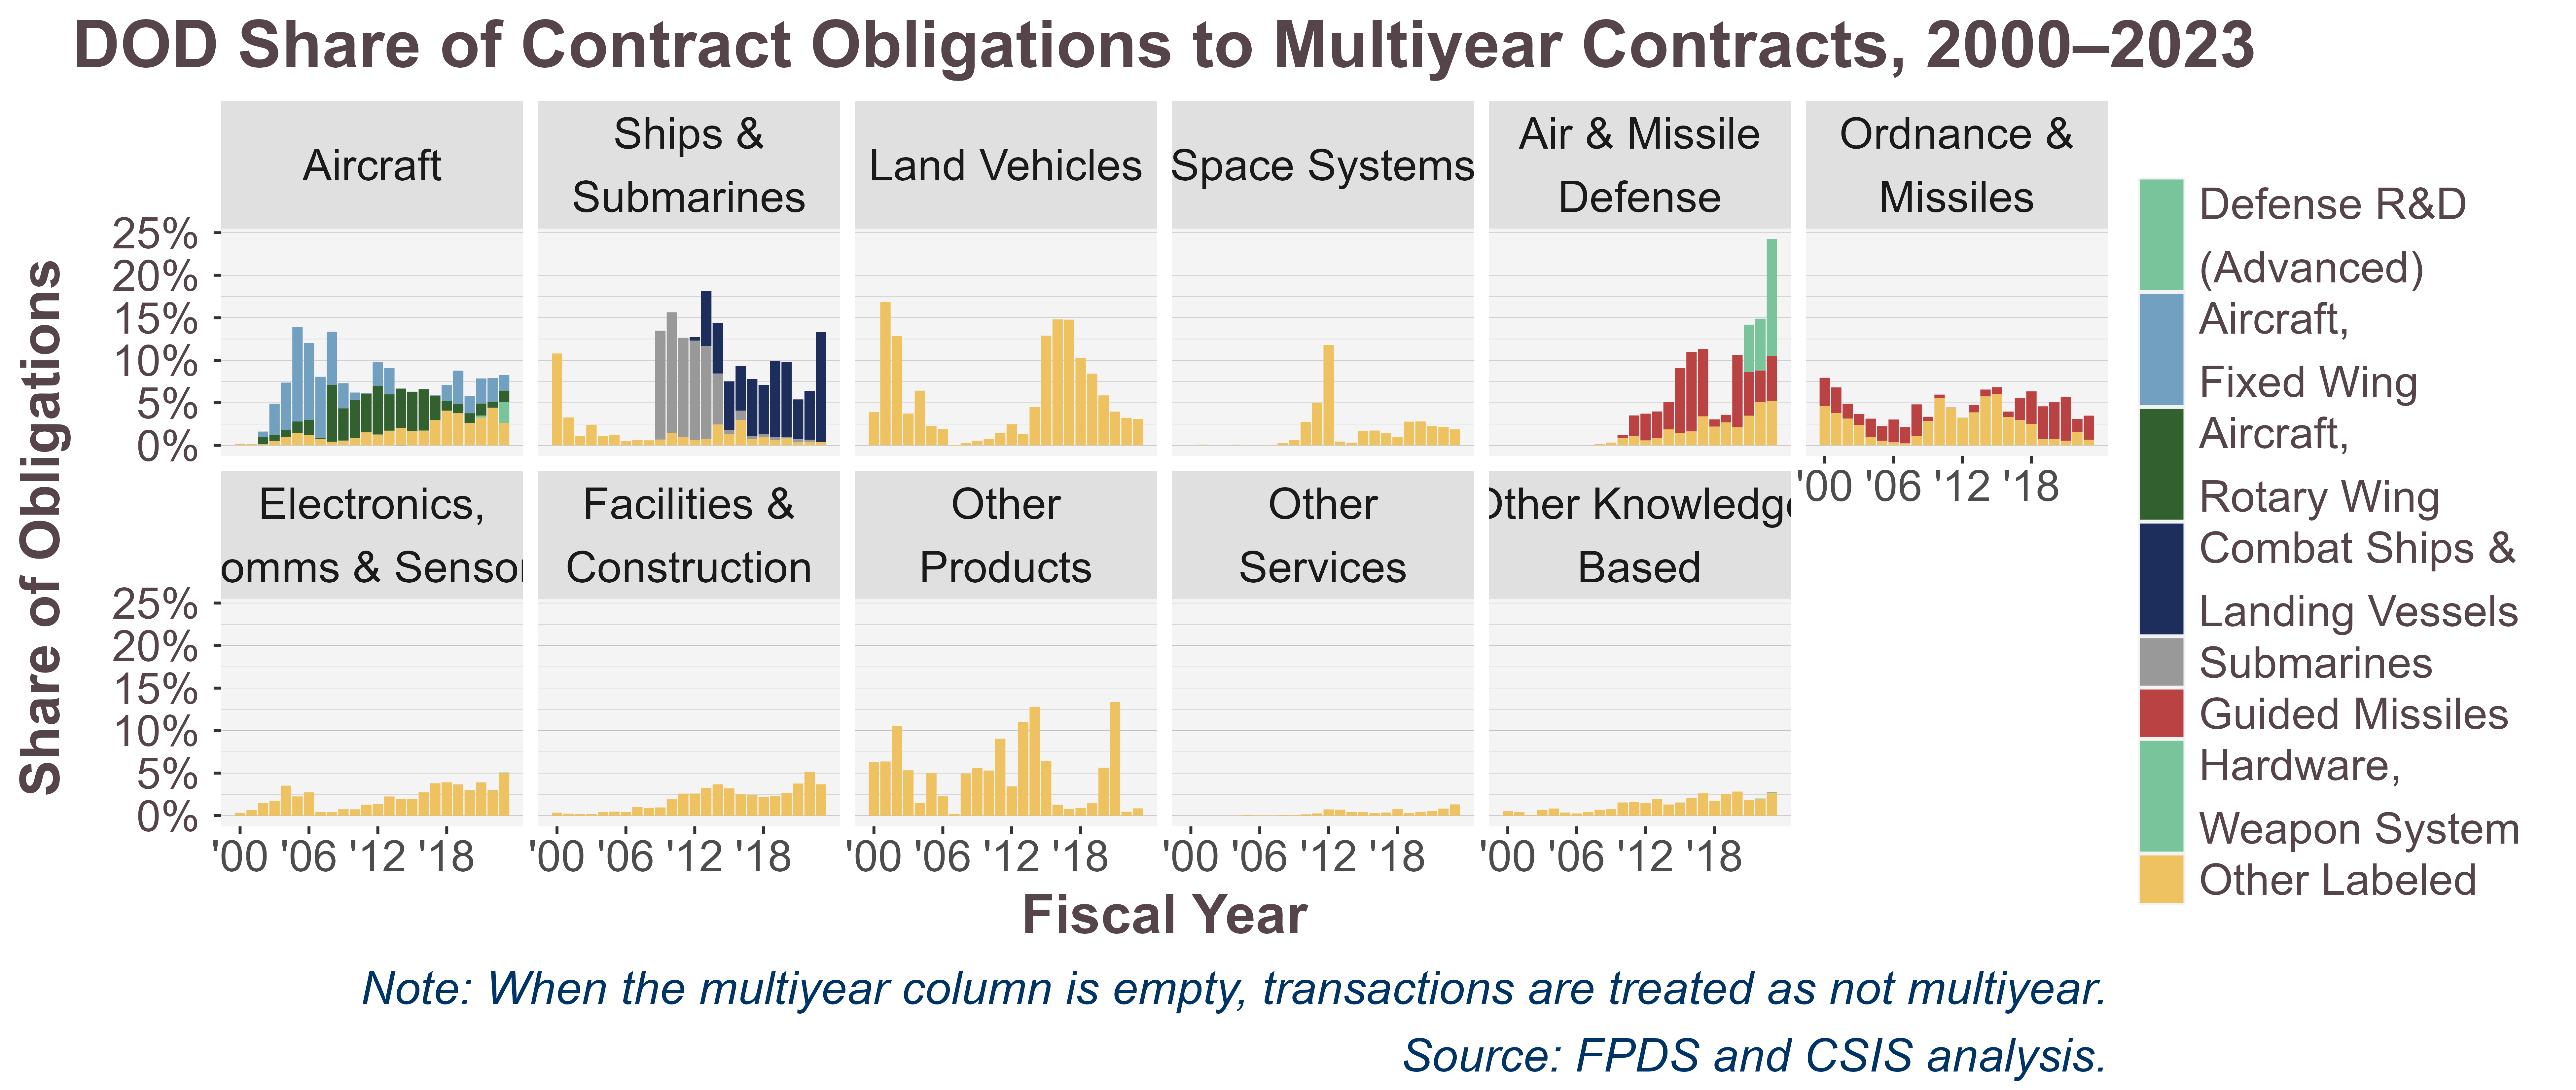 DOD Share of Contract Obligations to Multiyear Contracts, 2000–2023
Aircraft
Ships &
Submarines
Land Vehicles
Space Systems
Air & Missile
Defense
Ordnance &
Missiles
25%
20%
15%
10%
5%
0%
'00 '06 '12 '18
Electronics,
omms & Sensor
Facilities &
Construction
Other
Products
Other
Services
Other Knowledge
Based
25%
20%
15%
10%
5%
0%
'00 '06 '12 '18
'00 '06 '12 '18
'00 '06 '12 '18
'00 '06 '12 '18
'00 '06 '12 '18
Share of Obligations
Fiscal Year
Defense R&D
(Advanced)
Aircraft,
Fixed Wing
Aircraft,
Rotary Wing
Combat Ships &
Landing Vessels
Submarines
Guided Missiles
Hardware,
Weapon System
Other Labeled
Note: When the multiyear column is empty, transactions are treated as not multiyear.
Source: FPDS and CSIS analysis.